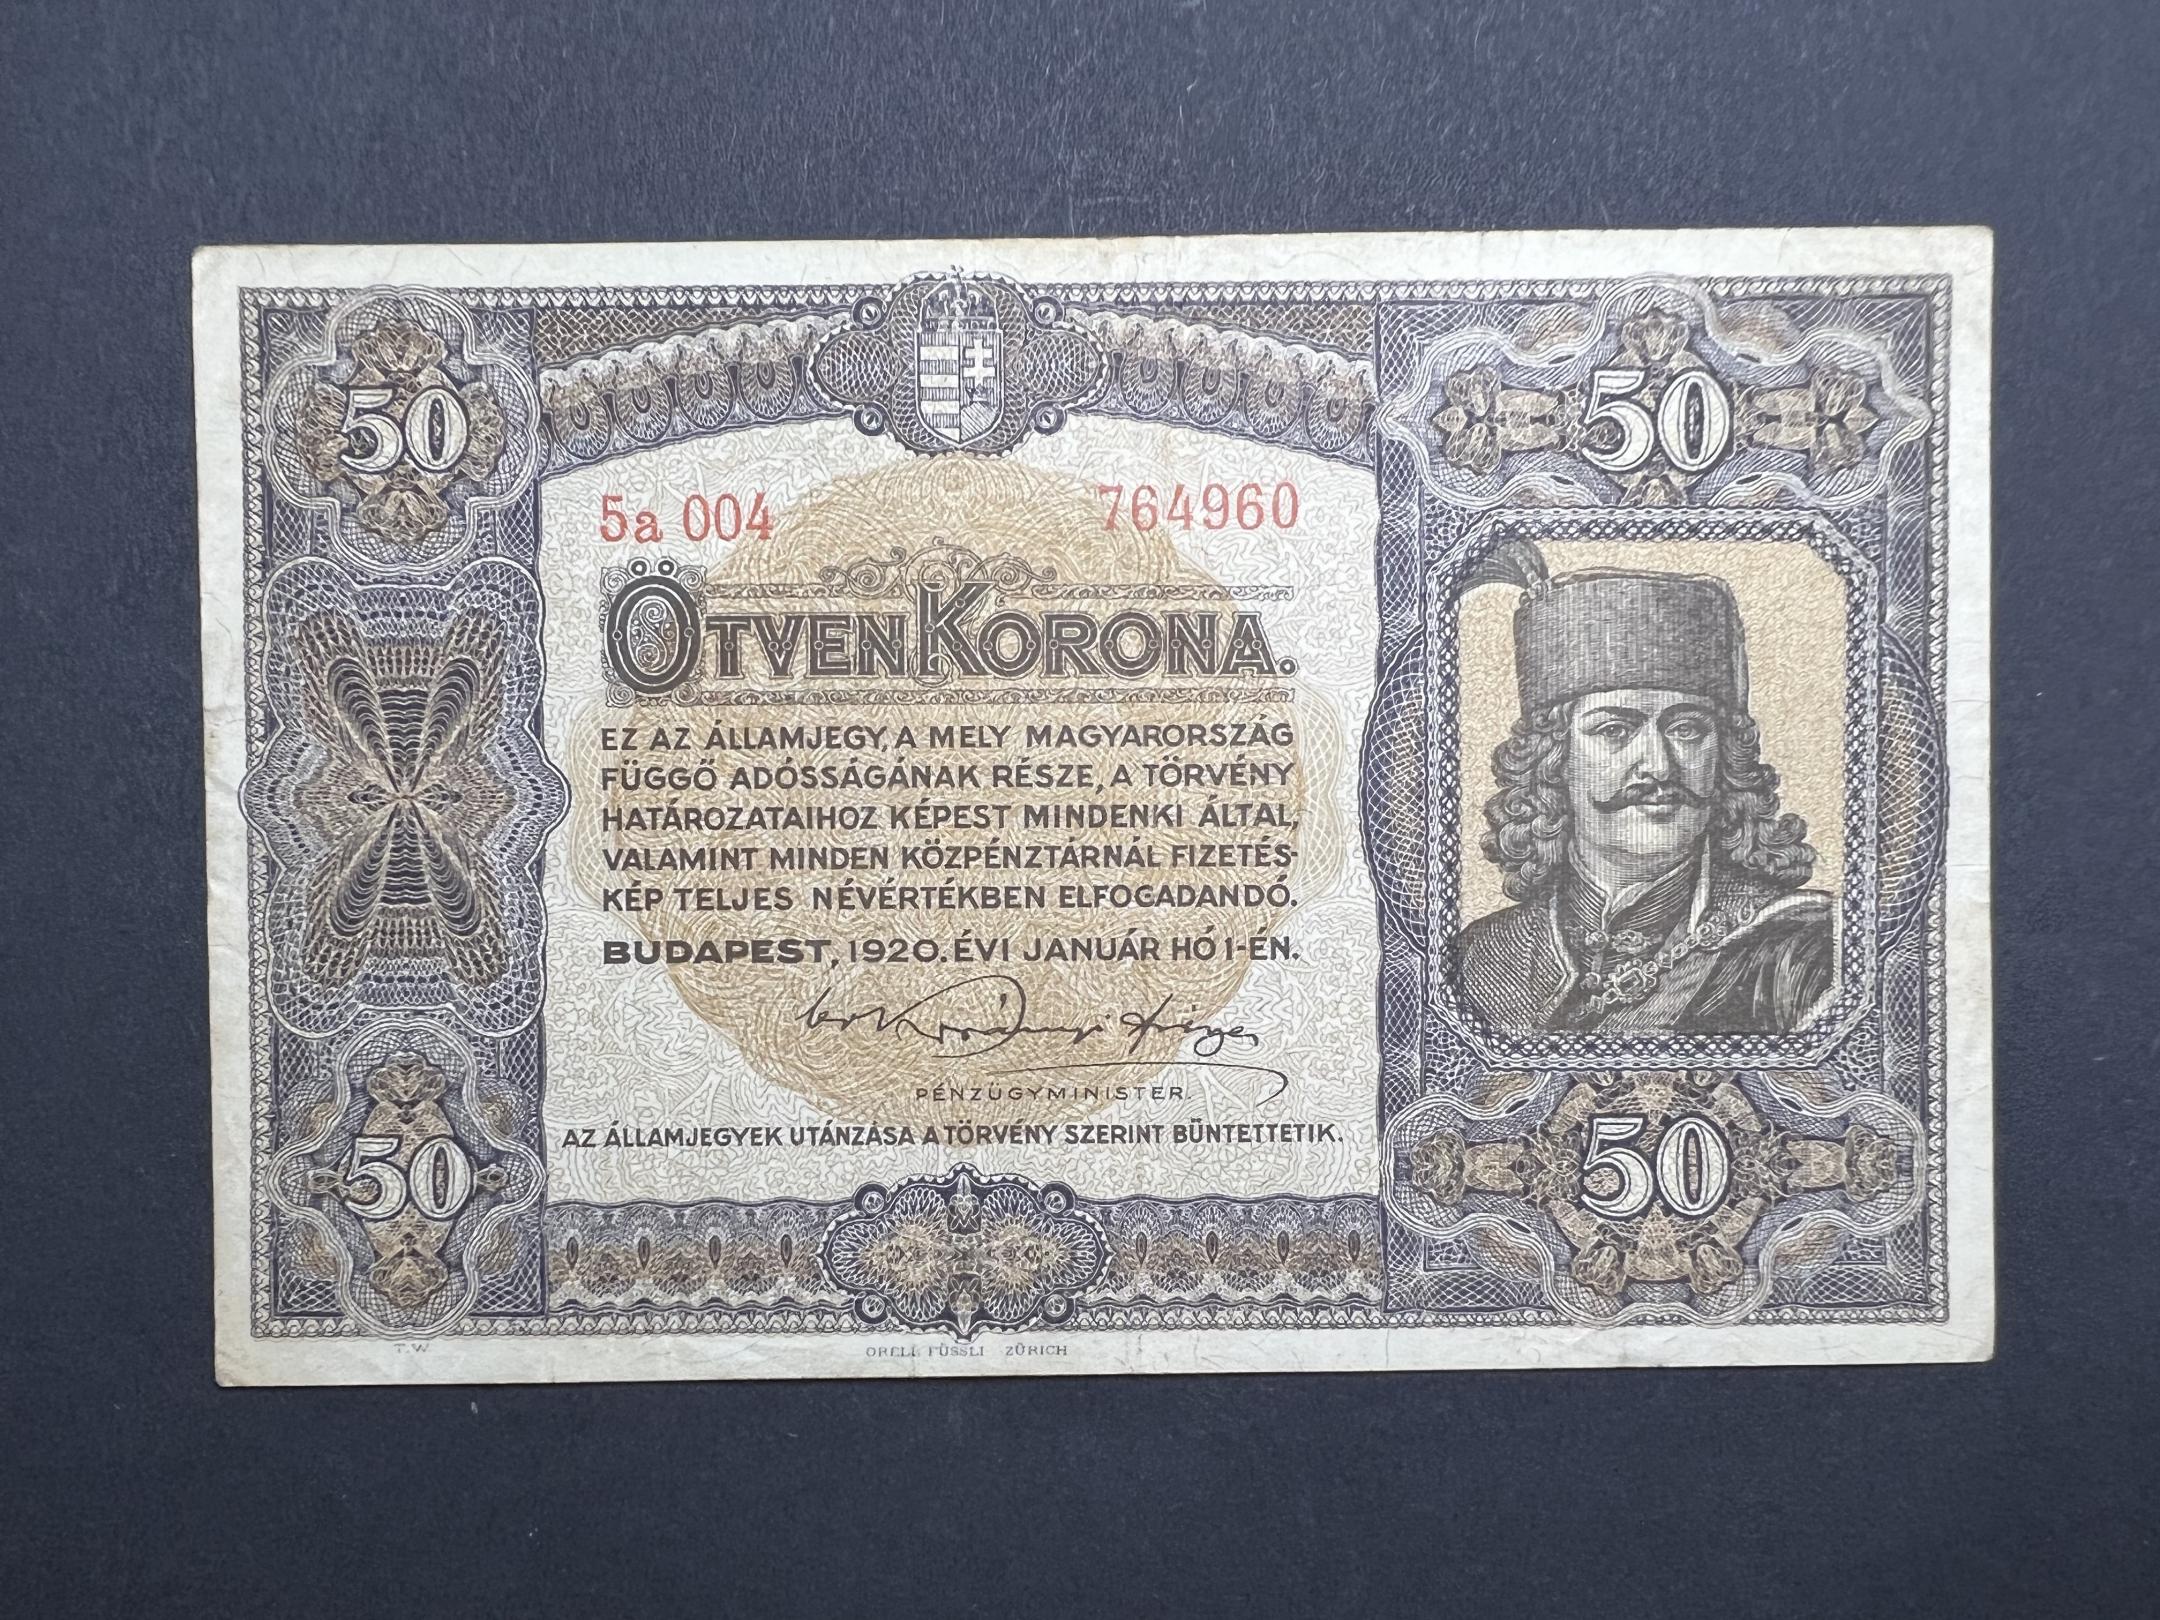 50
50
5a 004
764960
ÖTVEN KORONA.
EZ AZ ÁLLAMJEGY, A MELY MAGYARORSZÁG
FÜGGŐ ADÓSSÁGÁNAK RÉSZE, A TÖRVÉNY
HATÁROZATAIHOZ KÉPEST MINDENKI ÁLTAL,
VALAMINT MINDEN KÖZPÉNZTÁRNÁL FIZETÉS-
KÉP TELJES NÉVÉRTÉKBEN ELFOGADANDÓ.
BUDAPEST, 1920. ÉVI JANUÁR HÓ 1-ÉN.
PÉNZÜGYMINISTER.
AZ ÁLLAMJEGYEK UTÁNZÁSA A TÖRVÉNY SZERINT BÜNTETTETIK.
50
50
T.W
ORELL FÜSSLI ZÜRICH